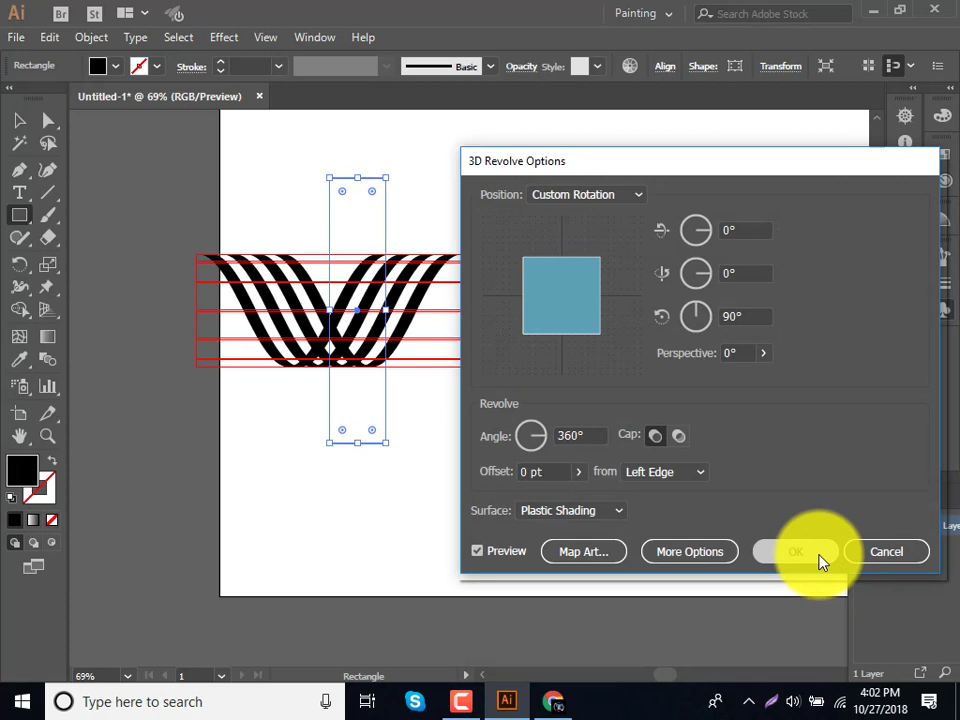 Ai Br St Painting Search Adobe Stock
File Edit Object Type Select Effect View Window Help
Rectangle Stroke: Basic Opacity Style: Align Shape: Transform
Untitled-1* @ 69% (RGB/Preview) ×
3D Revolve Options
Position: Custom Rotation
0°
0°
90°
Perspective: 0°
Revolve
Angle: 360° Cap:
Offset: 0 pt from Left Edge
Surface: Plastic Shading
Laye
Preview Map Art... More Options OK Cancel
69% 1 Rectangle 1 Layer
Type here to search Ai 4:02 PM
10/27/2018